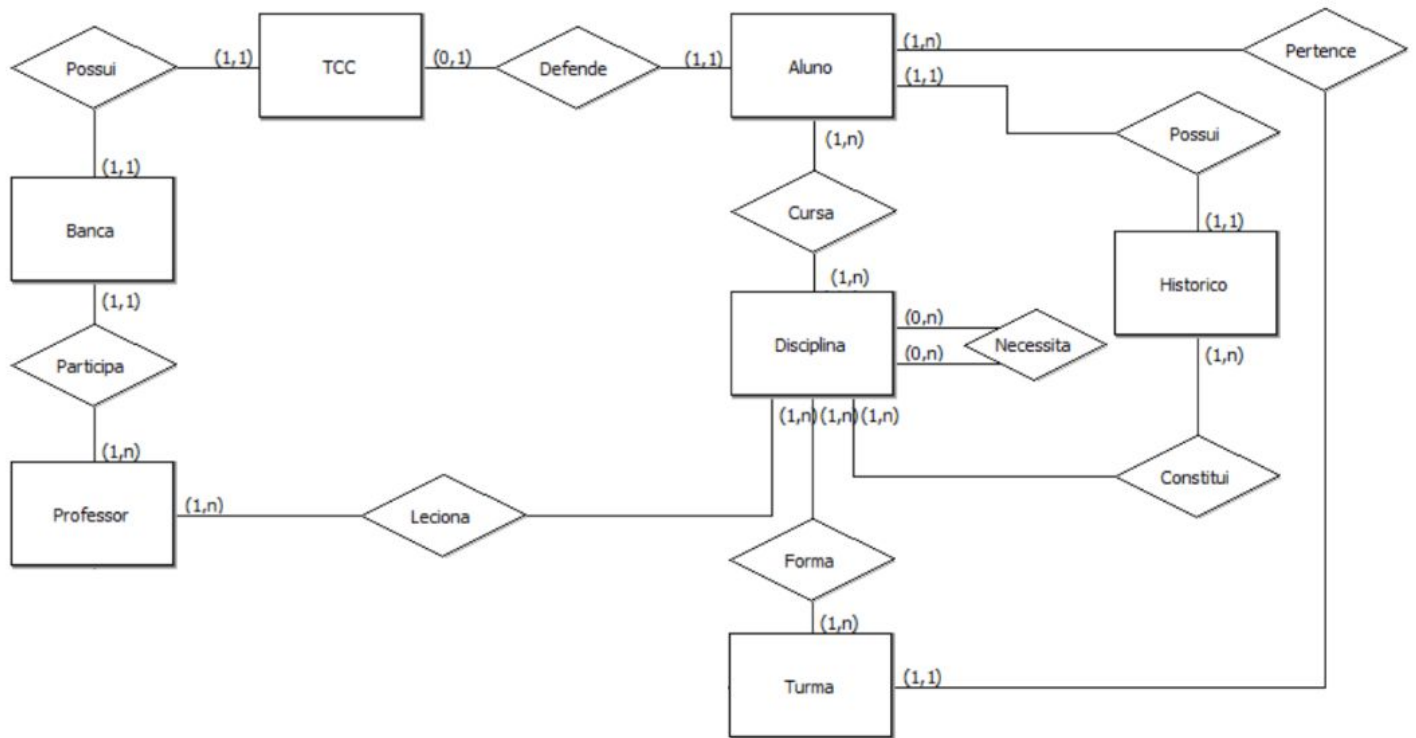 Possui
(1,1)
TCC
(0,1)
Defende
(1,1)
Aluno
(1,n)
Pertence
(1,1)
Possui
(1,n)
(1,1)
Banca
Cursa
(1,1)
Historico
(1,1)
(1,n)
Disciplina
(0,n)
(0,n)
Necessita
Participa
(1,n)
(1,n)
(1,n)
(1,n)
(1,n)
Professor
(1,n)
Leciona
Constitui
Forma
(1,n)
Turma
(1,1)